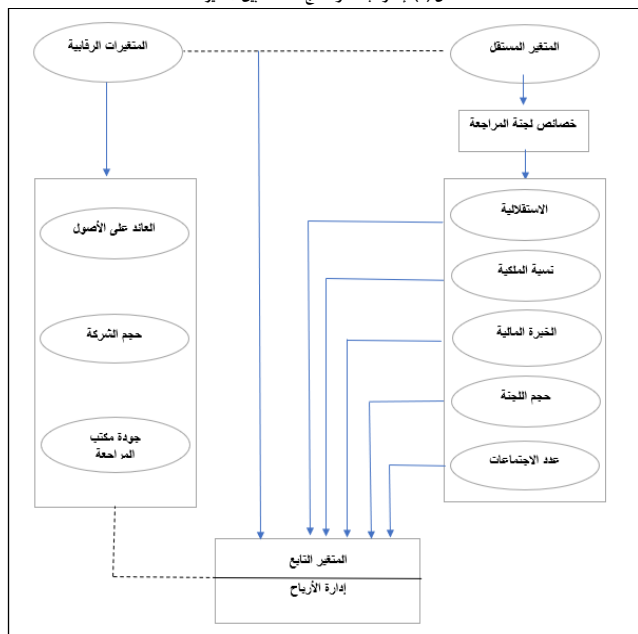 المتغير المستقل
المتغيرات الرقابية
خصائص لجنة المراجعة
الاستقلالية
نسبة الملكية
الخبرة المالية
حجم اللجنة
عدد الاجتماعات
العائد على الأصول
حجم الشركة
جودة مكتب
المراجعة
المتغير التابع
إدارة الأرباح